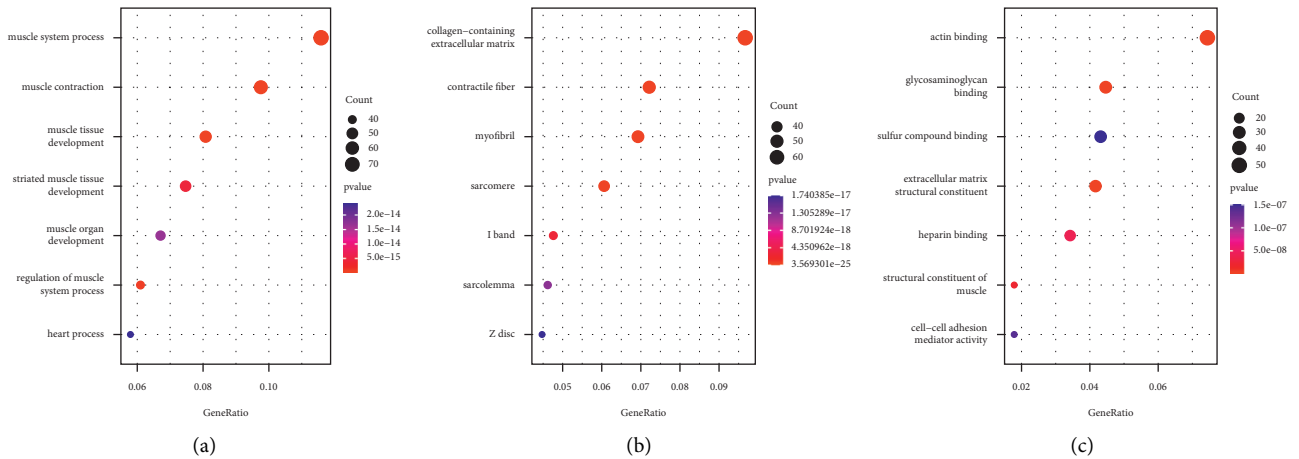 muscle system process
muscle contraction
muscle tissue
development
striated muscle tissue
development
muscle organ
development
regulation of muscle
system process
heart process
0.06
0.08
0.10
GeneRatio
Count
40
50
60
70
pvalue
2.0e−14
1.5e−14
1.0e−14
5.0e−15
(a)
collagen−containing
extracellular matrix
contractile fiber
myofibril
sarcomere
I band
sarcolemma
Z disc
0.05
0.06
0.07
0.08
0.09
GeneRatio
Count
40
50
60
pvalue
1.740385e−17
1.305289e−17
8.701924e−18
4.350962e−18
3.569301e−25
(b)
actin binding
glycosaminoglycan
binding
sulfur compound binding
extracellular matrix
structural constituent
heparin binding
structural constituent of
muscle
cell−cell adhesion
mediator activity
0.02
0.04
0.06
GeneRatio
Count
20
30
40
50
pvalue
1.5e−07
1.0e−07
5.0e−08
(c)